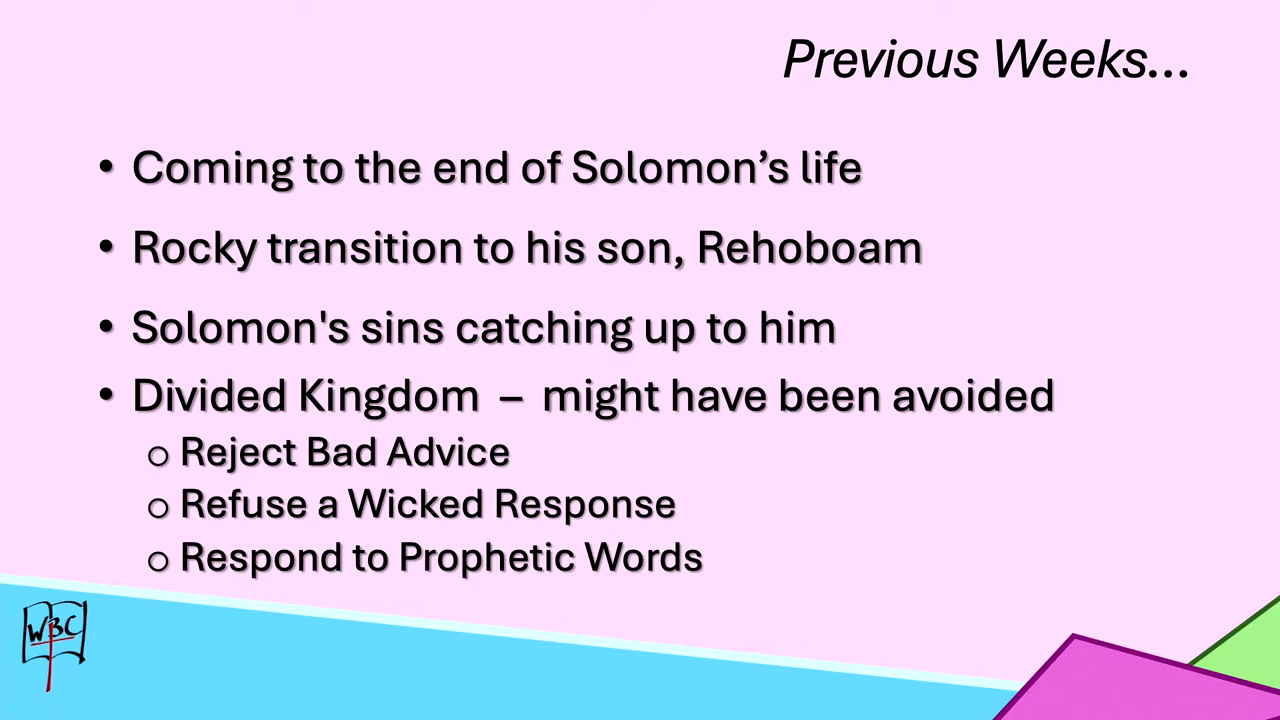 Previous Weeks...
• Coming to the end of Solomon’s life
• Rocky transition to his son, Rehoboam
• Solomon's sins catching up to him
• Divided Kingdom – might have been avoided
o Reject Bad Advice
o Refuse a Wicked Response
o Respond to Prophetic Words
WBC